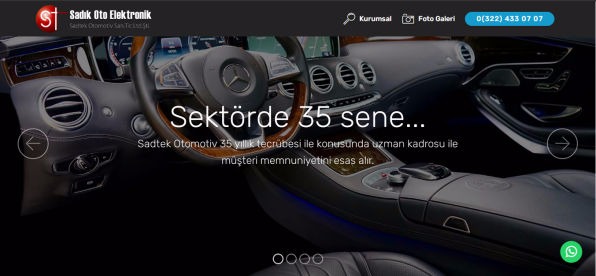 Sadık Oto Elektronik
Sadtek Otomotiv San.Tic.Ltd.Şti.
Kurumsal
Foto Galeri
0(322) 433 07 07
Sektörde 35 sene...
Sadtek Otomotiv 35 yıllık tecrübesi ile konusunda uzman kadrosu ile
müşteri memnuniyetini esas alır.